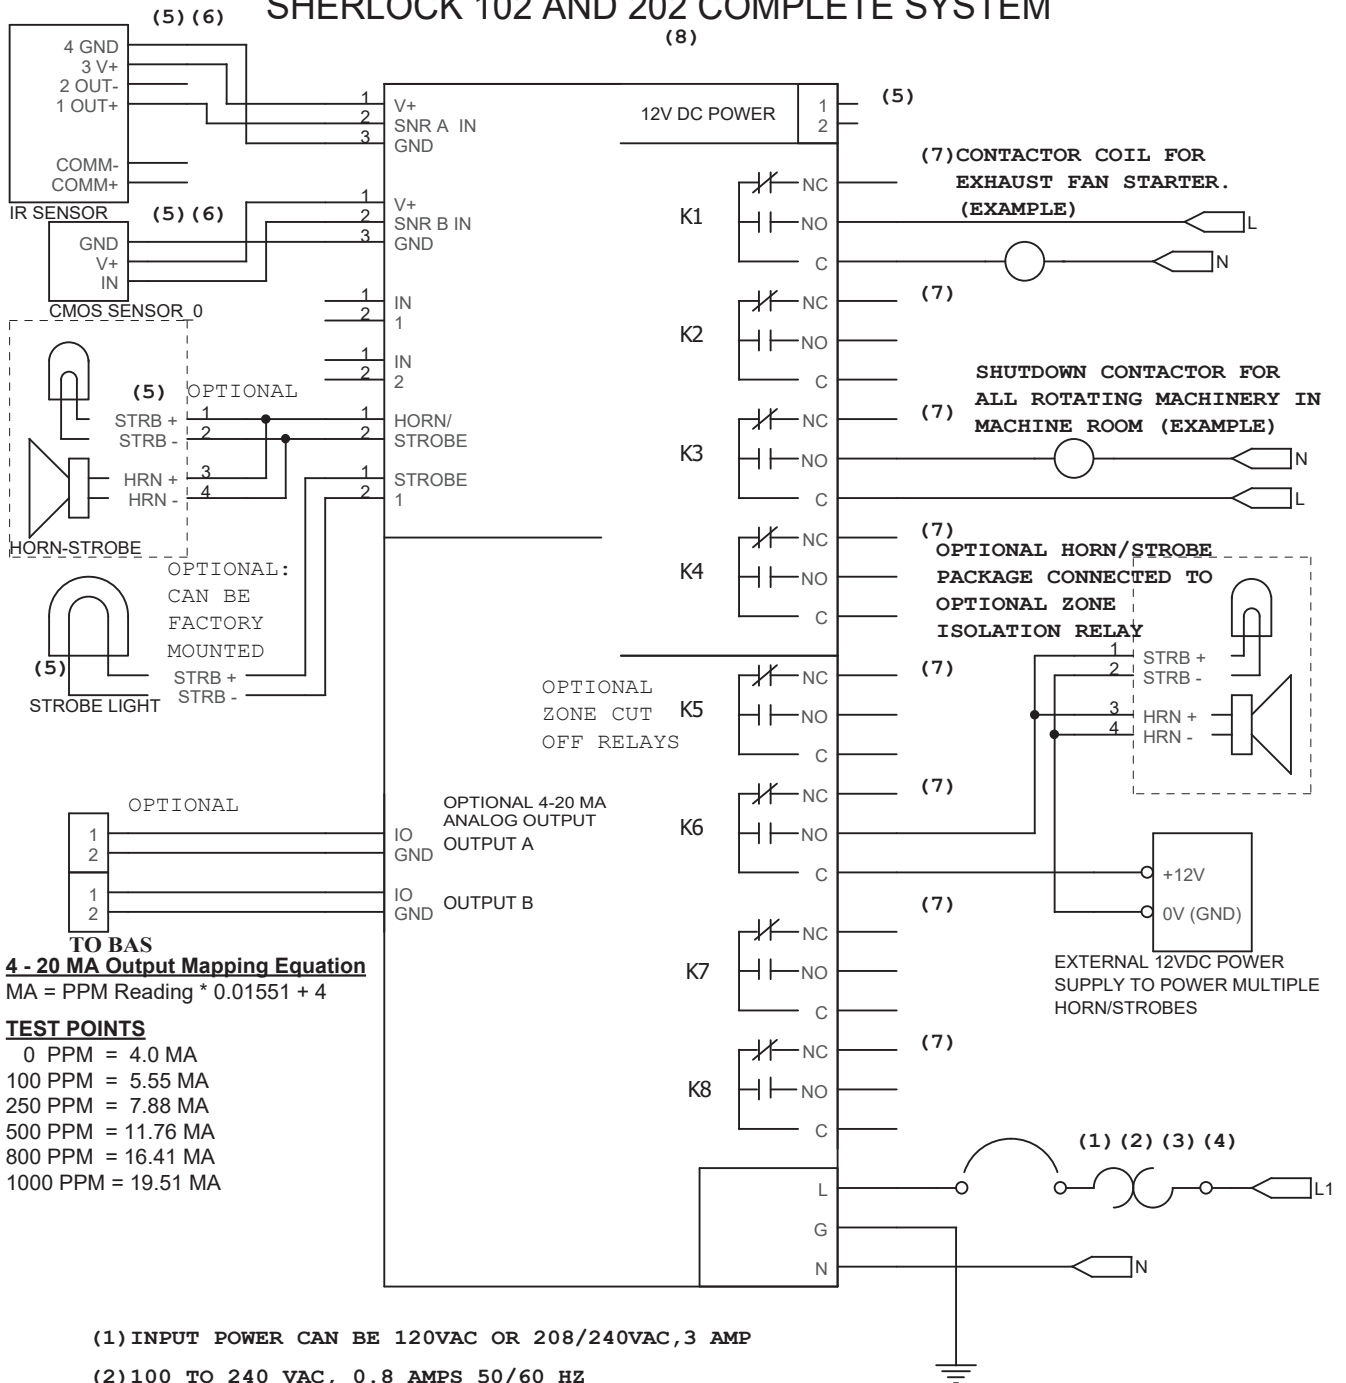 SHERLOCK 102 AND 202 COMPLETE SYSTEM
(8)
(5)(6)
4 GND
3 V+
2 OUT-
1 OUT+
COMM-
COMM+
IR SENSOR
(5)(6)
GND
V+
IN
CMOS SENSOR 0
(5)
OPTIONAL
STRB + 1
STRB - 2
HRN + 3
HRN - 4
HORN-STROBE
OPTIONAL:
CAN BE
FACTORY
MOUNTED
(5)
STRB +
STRB -
STROBE LIGHT
1 V+
2 SNR A IN
3 GND
1 V+
2 SNR B IN
3 GND
1 IN
2 1
1 IN
2 2
1 HORN/
2 STROBE
1 STROBE
2 1
OPTIONAL
1
2
1
2
TO BAS
IO
GND
OPTIONAL 4-20 MA
ANALOG OUTPUT
OUTPUT A
IO
GND
OUTPUT B
4 - 20 MA Output Mapping Equation
MA = PPM Reading * 0.01551 + 4
TEST POINTS
0 PPM = 4.0 MA
100 PPM = 5.55 MA
250 PPM = 7.88 MA
500 PPM = 11.76 MA
800 PPM = 16.41 MA
1000 PPM = 19.51 MA
12V DC POWER
1
2
(5)
(7)CONTACTOR COIL FOR
EXHAUST FAN STARTER.
(EXAMPLE)
K1
NC
NO
C
L
N
(7)
K2
NC
NO
C
SHUTDOWN CONTACTOR FOR
ALL ROTATING MACHINERY IN
MACHINE ROOM (EXAMPLE)
(7)
K3
NC
NO
C
N
L
(7)
K4
NC
NO
C
OPTIONAL HORN/STROBE
PACKAGE CONNECTED TO
OPTIONAL ZONE
ISOLATION RELAY
1 STRB +
2 STRB -
3 HRN +
4 HRN -
OPTIONAL
ZONE CUT
OFF RELAYS
(7)
K5
NC
NO
C
(7)
K6
NC
NO
C
+12V
0V (GND)
EXTERNAL 12VDC POWER
SUPPLY TO POWER MULTIPLE
HORN/STROBES
(7)
K7
NC
NO
C
(7)
K8
NC
NO
C
(1)(2)(3)(4)
L
G
N
L1
N
(1)INPUT POWER CAN BE 120VAC OR 208/240VAC,3 AMP
(2)100 TO 240 VAC, 0.8 AMPS 50/60 HZ